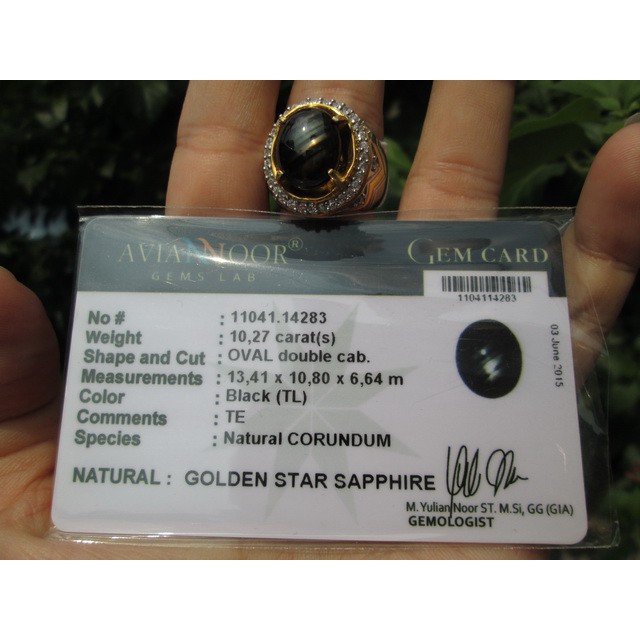 AVIANNOOR® GEM CARD
GEMS LAB
1104114283
No # : 11041.14283
Weight : 10,27 carat(s)
Shape and Cut : OVAL double cab.
Measurements : 13,41 x 10,80 x 6,64 m
Color : Black (TL)
Comments : TE
Species : Natural CORUNDUM
03 June 2015
NATURAL : GOLDEN STAR SAPPHIRE
M. Yulian Noor ST. M.Si, GG (GIA)
GEMOLOGIST